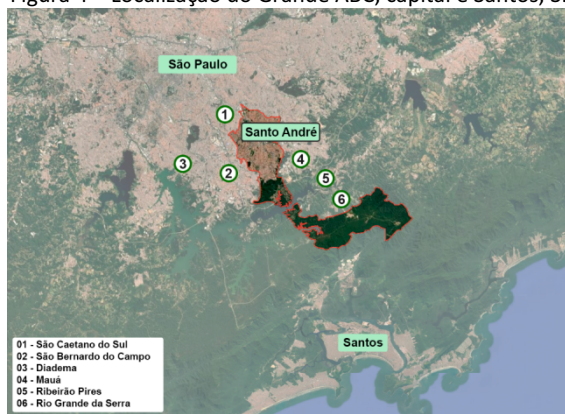 São Paulo
1
Santo André
4
3
2
5
6
Santos
01 - São Caetano do Sul
02 - São Bernardo do Campo
03 - Diadema
04 - Mauá
05 - Ribeirão Pires
06 - Rio Grande da Serra